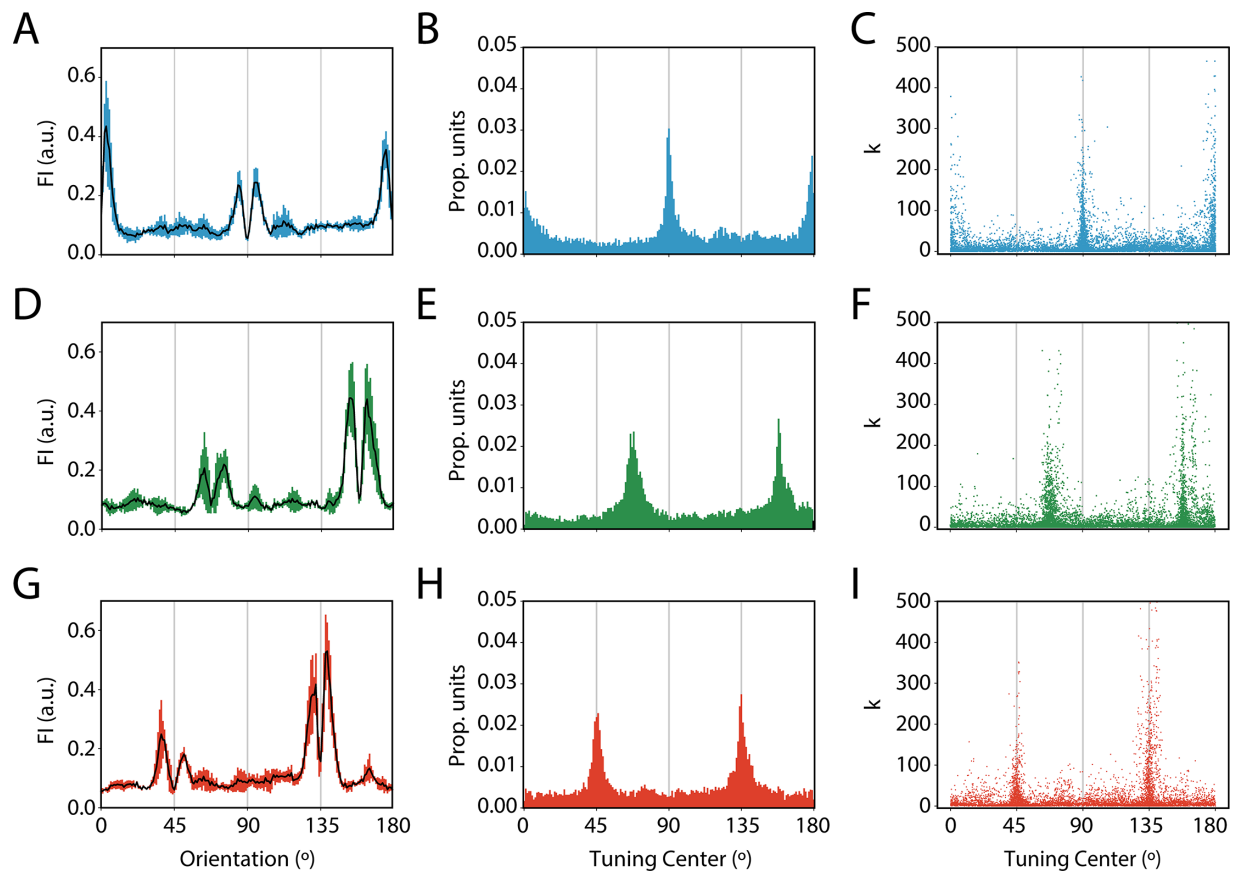 A
B
C
FI (a.u.)
0.6
0.4
0.2
0.0
Prop. units
0.05
0.04
0.03
0.02
0.01
0.00
k
500
400
300
200
100
0
D
E
F
FI (a.u.)
0.6
0.4
0.2
0.0
Prop. units
0.05
0.04
0.03
0.02
0.01
0.00
k
500
400
300
200
100
0
G
H
I
FI (a.u.)
0.6
0.4
0.2
0.0
0 45 90 135 180
Orientation (º)
Prop. units
0.05
0.04
0.03
0.02
0.01
0.00
0 45 90 135 180
Tuning Center (º)
k
500
400
300
200
100
0
0 45 90 135 180
Tuning Center (º)